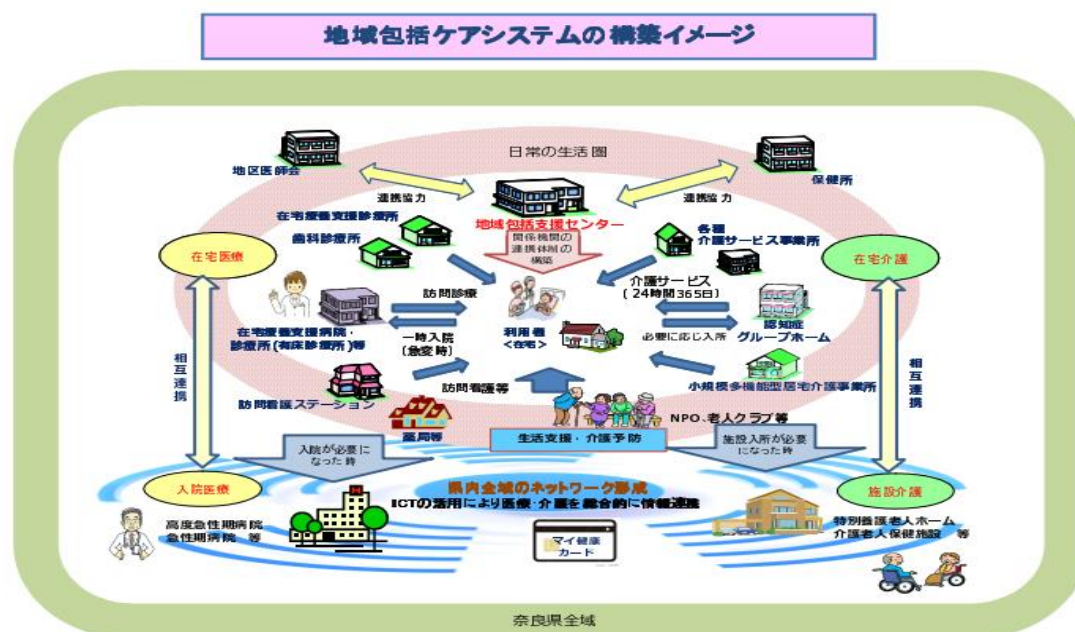 地域包括ケアシステムの構築イメージ
日常の生活圏
地区医師会
保健所
連携協力
連携協力
在宅療養支援診療所
歯科診療所
地域包括支援センター
各種
介護サービス事業所
関係機関の
連携体制の
構築
在宅医療
在宅介護
訪問診療
介護サービス
(24時間365日)
在宅療養支援病院・
診療所(有床診療所)等
一時入院
(急変時)
利用者
<在宅>
必要に応じ入所
認知症
グループホーム
相互連携
相互連携
訪問看護等
訪問看護ステーション
小規模多機能型居宅介護事業所
薬局等
NPO、老人クラブ等
生活支援・介護予防
入院が必要に
なった時
施設入所が必要
になった時
入院医療
施設介護
県内全域のネットワーク形成
ICTの活用により医療・介護を総合的に情報連携
高度急性期病院
急性期病院 等
マイ健康
カード
特別養護老人ホーム
介護老人保健施設 等
奈良県全域